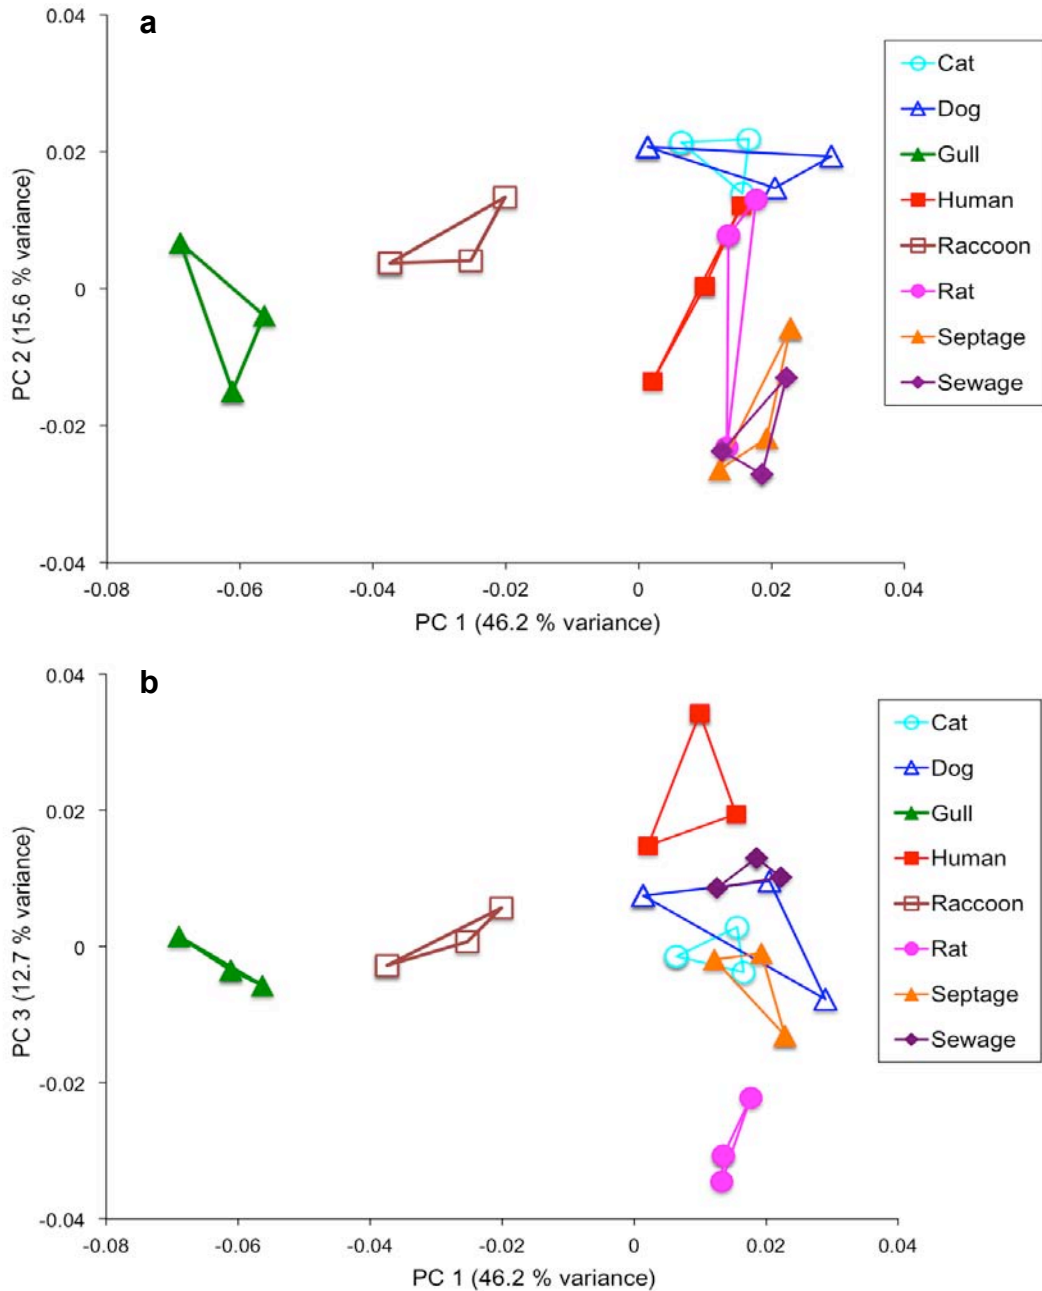 a
0.04
0.02
0
-0.02
-0.04
PC 2 (15.6 % variance)
-0.08
-0.06
-0.04
-0.02
0
0.02
0.04
PC 1 (46.2 % variance)
Cat
Dog
Gull
Human
Raccoon
Rat
Septage
Sewage
b
0.04
0.02
0
-0.02
-0.04
PC 3 (12.7 % variance)
-0.08
-0.06
-0.04
-0.02
0
0.02
0.04
PC 1 (46.2 % variance)
Cat
Dog
Gull
Human
Raccoon
Rat
Septage
Sewage